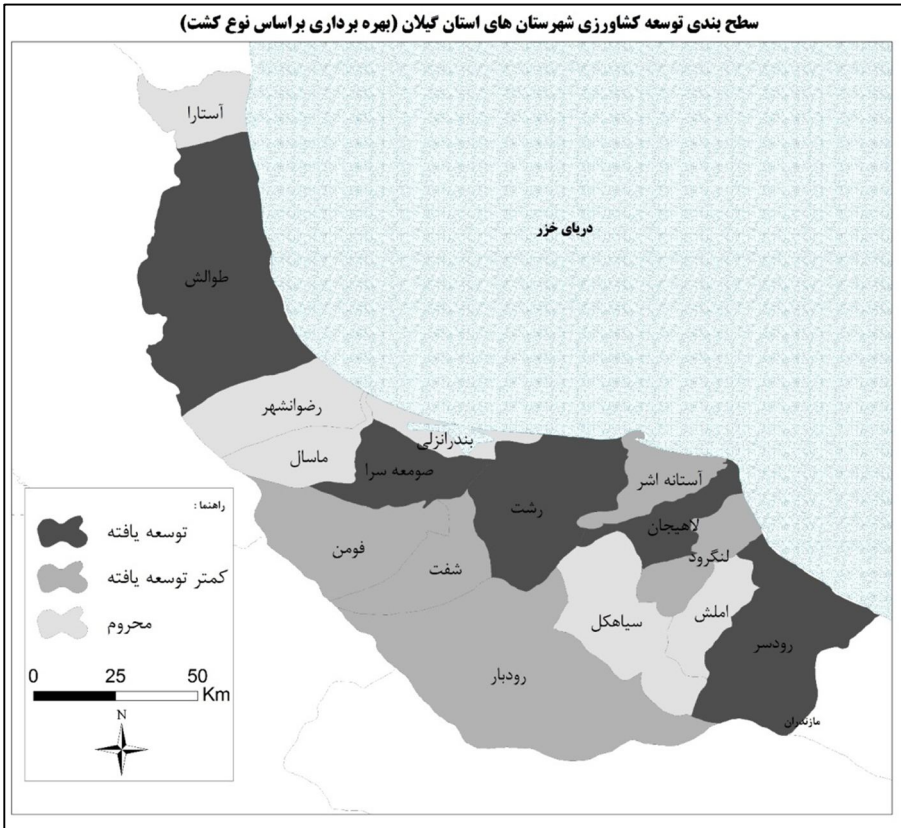 سطح بندی توسعه کشاورزی شهرستان های استان گیلان (بهره برداری براساس نوع کشت)
آستارا
دریای خزر
طوالش
رضوانشهر
بندرانزلی
ماسال
صومعه سرا
آستانه اشر
رشت
لاهیجان
لنگرود
فومن
شفت
املش
سیاهکل
رودسر
رودبار
مازندران
راهنما :
توسعه یافته
کمتر توسعه یافته
محروم
0 25 50
Km
N